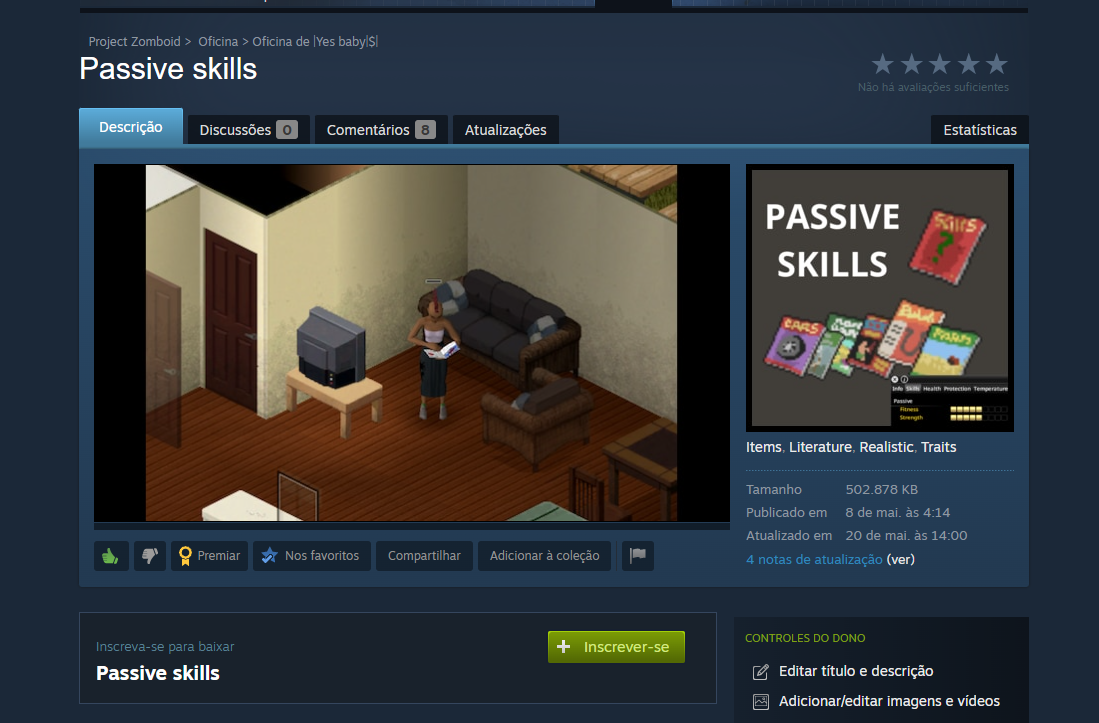 Project Zomboid > Oficina > Oficina de |Yes baby|$|
Passive skills
Não há avaliações suficientes
Descrição
Discussões 0
Comentários 8
Atualizações
Estatísticas
PASSIVE
SKILLS
Skills
?
CARS
Info Skills Health Protection Temperature
Passive
Fitness
Strength
Items, Literature, Realistic, Traits
Tamanho 502.878 KB
Publicado em 8 de mai. às 4:14
Atualizado em 20 de mai. às 14:00
4 notas de atualização (ver)
Premiar
Nos favoritos
Compartilhar
Adicionar à coleção
Inscreva-se para baixar
Passive skills
Inscrever-se
CONTROLES DO DONO
Editar título e descrição
Adicionar/editar imagens e vídeos